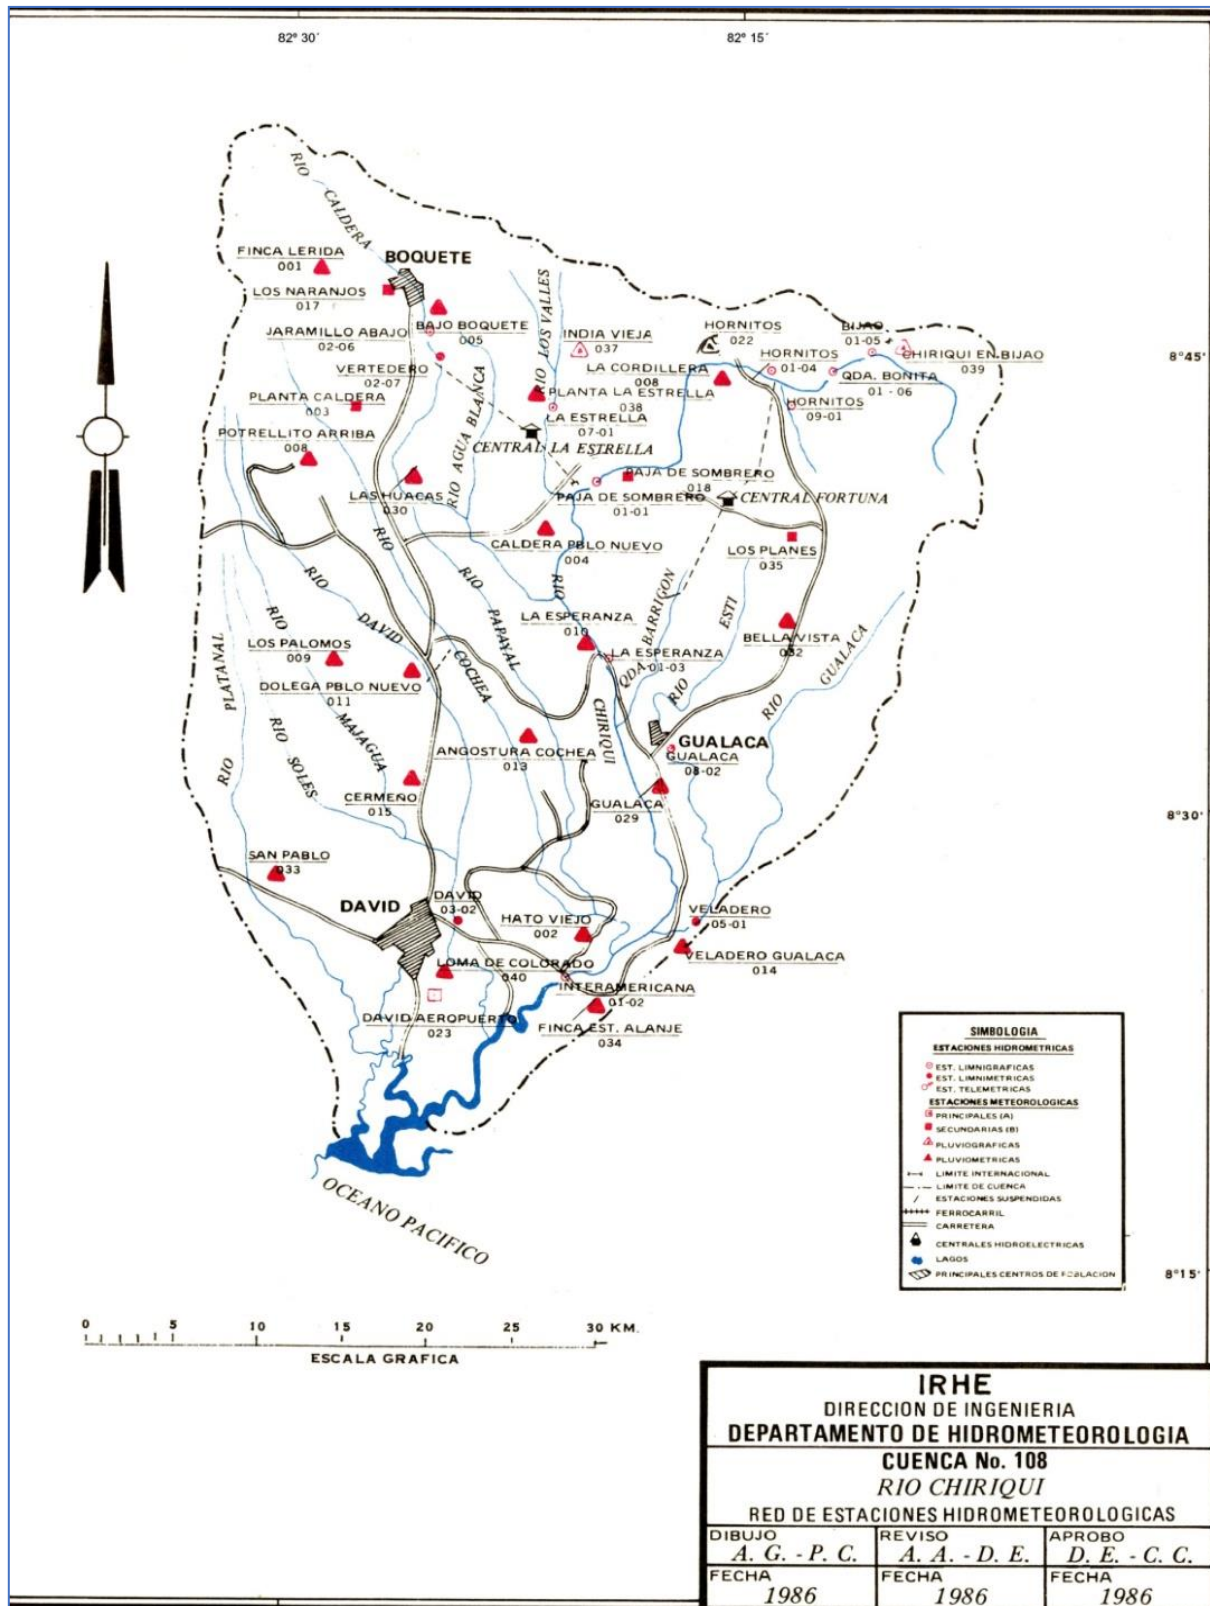 82° 30'
82° 15'
RIO CALDERA
FINCA LERIDA
001
BOQUETE
LOS NARANJOS
017
JARAMILLO ABAJO
02-06
BAJO BOQUETE
005
RIO LOS VALLES
INDIA VIEJA
037
HORNITOS
022
BIJAO
01-05
CHIRIQUI EN BIJAO
039
8°45'
VERTEDERO
02-07
HORNITOS
01-04
LA CORDILLERA
008
QDA. BONITA
01-06
PLANTA CALDERA
003
RIO AGUA BLANCA
PLANTA LA ESTRELLA
038
HORNITOS
09-01
LA ESTRELLA
07-01
POTRELLITO ARRIBA
008
CENTRAL LA ESTRELLA
LAS HUACAS
030
PAJA DE SOMBRERO
018
PAJA DE SOMBRERO
01-01
CENTRAL FORTUNA
RIO
CALDERA PBLO NUEVO
004
LOS PLANES
035
RIO DAVID
RIO PAPAYAL
RIO
QDA BARRIGON
RIO ESTI
LA ESPERANZA
010
BELLA VISTA
032
RIO
LOS PALOMOS
009
LA ESPERANZA
01-03
RIO GUALACA
DOLEGA PBLO NUEVO
011
COCHEA
RIO PLATANAL
MAJAGUA
RIO SOLES
CHIRIQUI
ANGOSTURA COCHEA
013
GUALACA
GUALACA
08-02
CERMEÑO
015
GUALACA
029
8°30'
SAN PABLO
033
DAVID
DAVID
03-02
HATO VIEJO
002
VELADERO
05-01
VELADERO GUALACA
014
LOMA DE COLORADO
040
INTERAMERICANA
01-02
DAVID AEROPUERTO
023
FINCA EST. ALANJE
034
OCEANO PACIFICO
SIMBOLOGIA
ESTACIONES HIDROMETRICAS
EST. LIMNIGRAFICAS
EST. LIMNIMETRICAS
EST. TELEMETRICAS
ESTACIONES METEOROLOGICAS
PRINCIPALES (A)
SECUNDARIAS (B)
PLUVIOGRAFICAS
PLUVIOMETRICAS
LIMITE INTERNACIONAL
LIMITE DE CUENCA
ESTACIONES SUSPENDIDAS
FERROCARRIL
CARRETERA
CENTRALES HIDROELECTRICAS
LAGOS
PRINCIPALES CENTROS DE POBLACION
8°15'
0 5 10 15 20 25 30 KM.
ESCALA GRAFICA
IRHE
DIRECCION DE INGENIERIA
DEPARTAMENTO DE HIDROMETEOROLOGIA
CUENCA No. 108
RIO CHIRIQUI
RED DE ESTACIONES HIDROMETEOROLOGICAS
DIBUJO REVISO APROBO
A. G. - P. C. A. A. - D. E. D. E. - C. C.
FECHA FECHA FECHA
1986 1986 1986